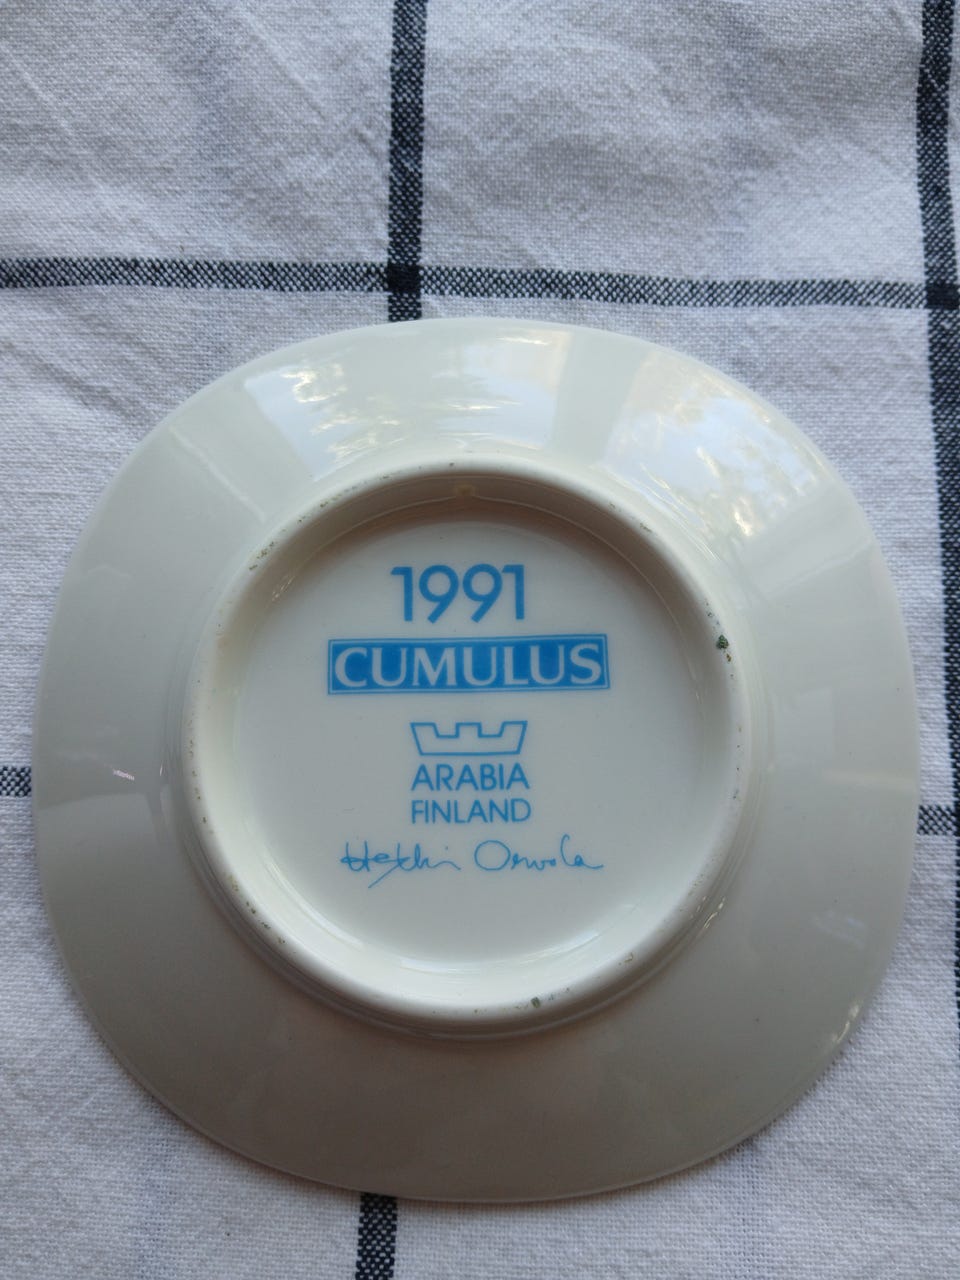 1991
CUMULUS
ARABIA
FINLAND
Heikki Orvola